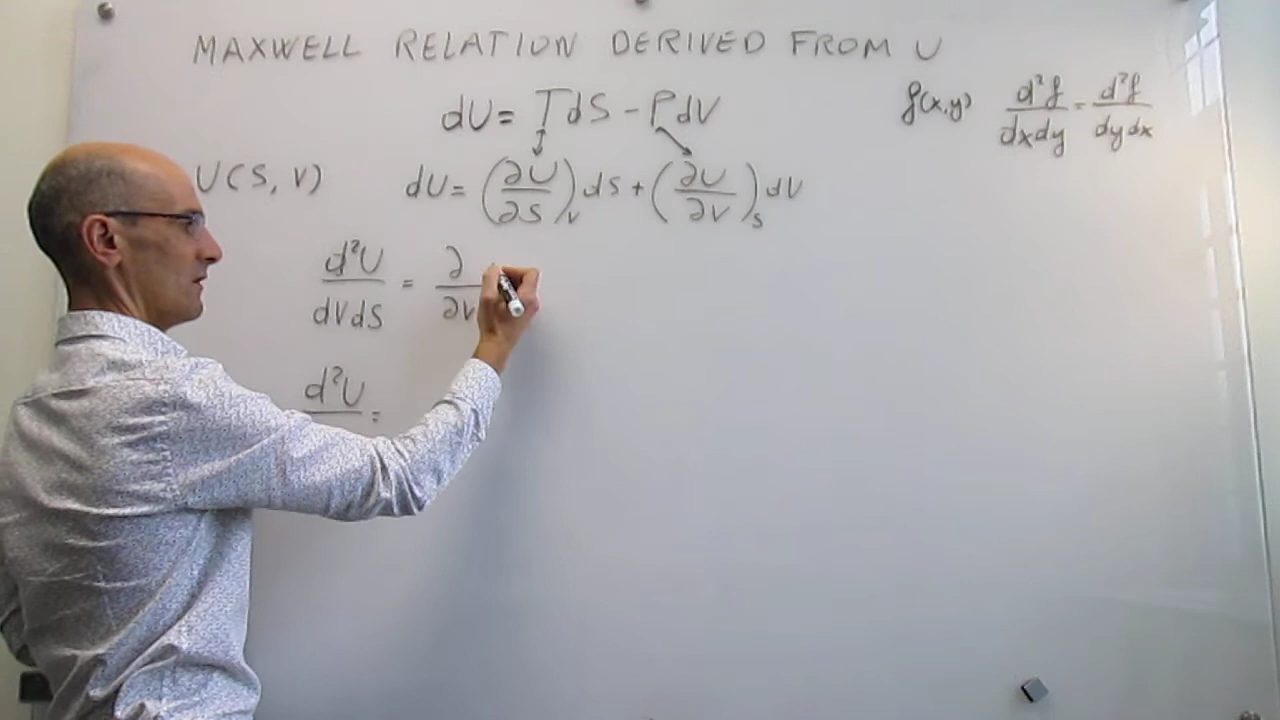 MAXWELL RELATION DERIVED FROM U
dU = TdS - PdV
f(x,y) d²f/dxdy = d²f/dydx
U(S, V) dU = (∂U/∂S)_V dS + (∂U/∂V)_S dV
d²U/dVdS = ∂/∂V
d²U/ =